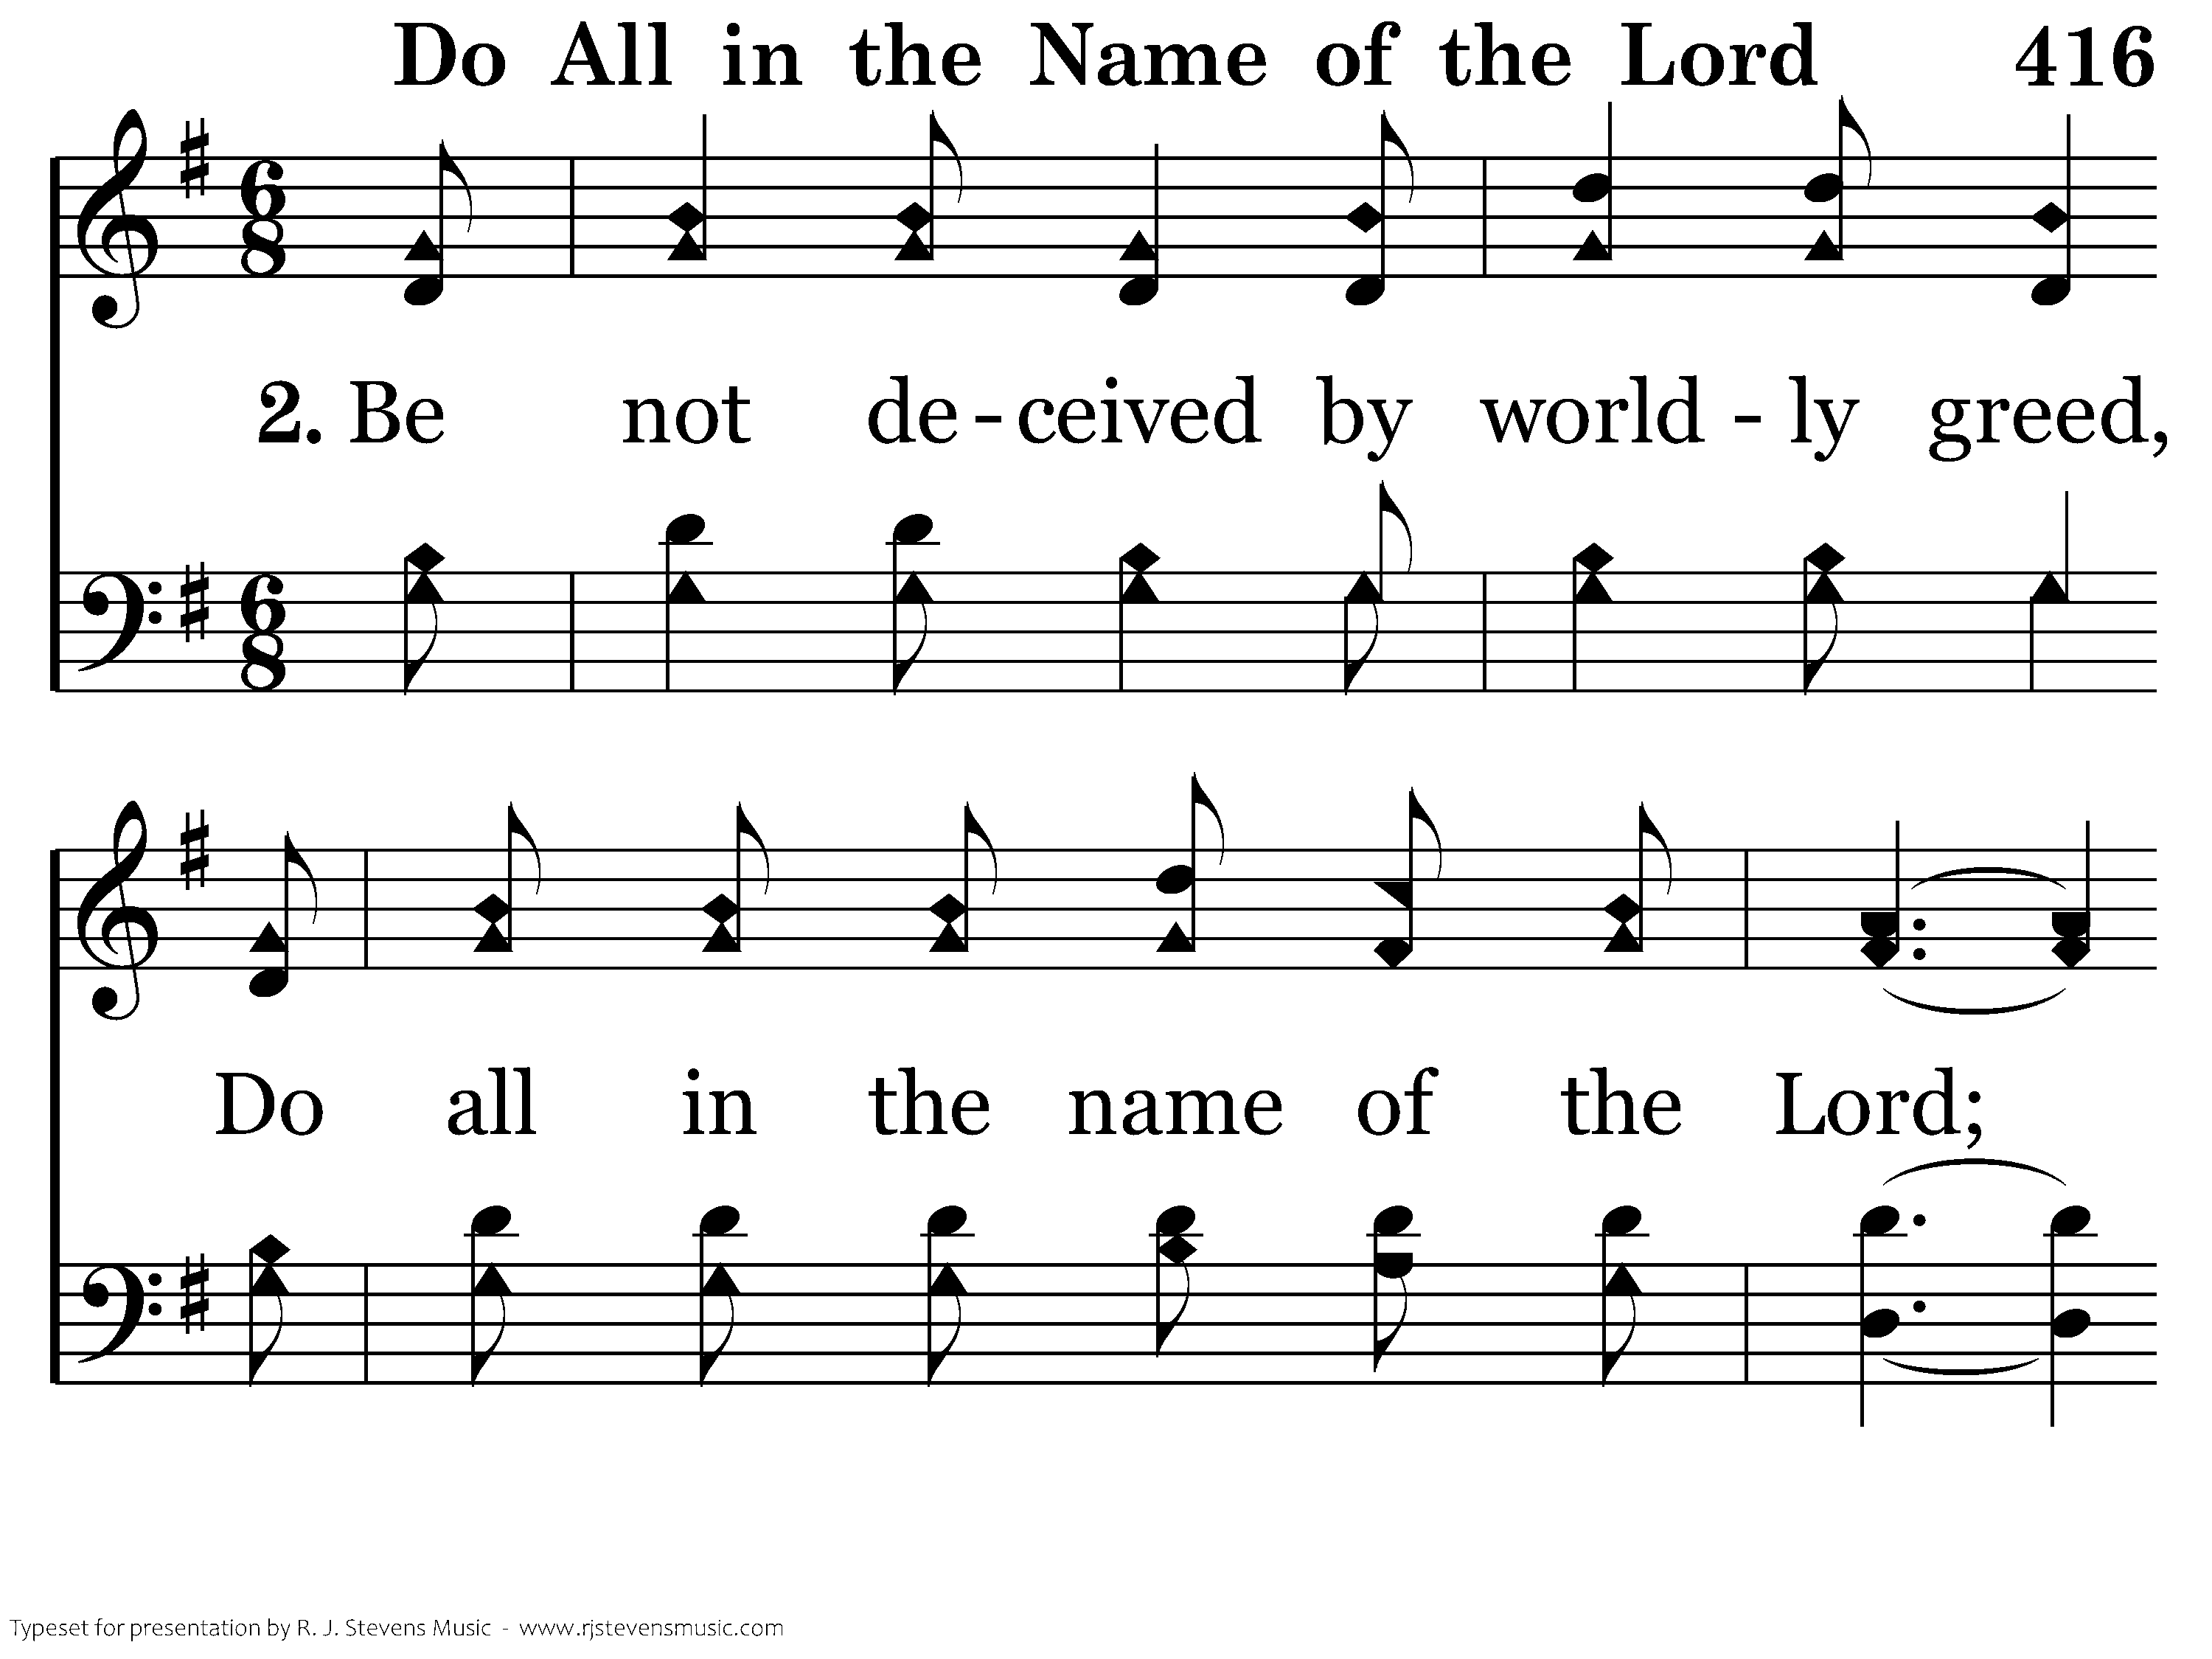 Do All in the Name of the Lord 416
2. Be not de - ceived by world - ly greed,
Do all in the name of the Lord;
Typeset for presentation by R. J. Stevens Music - www.rjstevensmusic.com